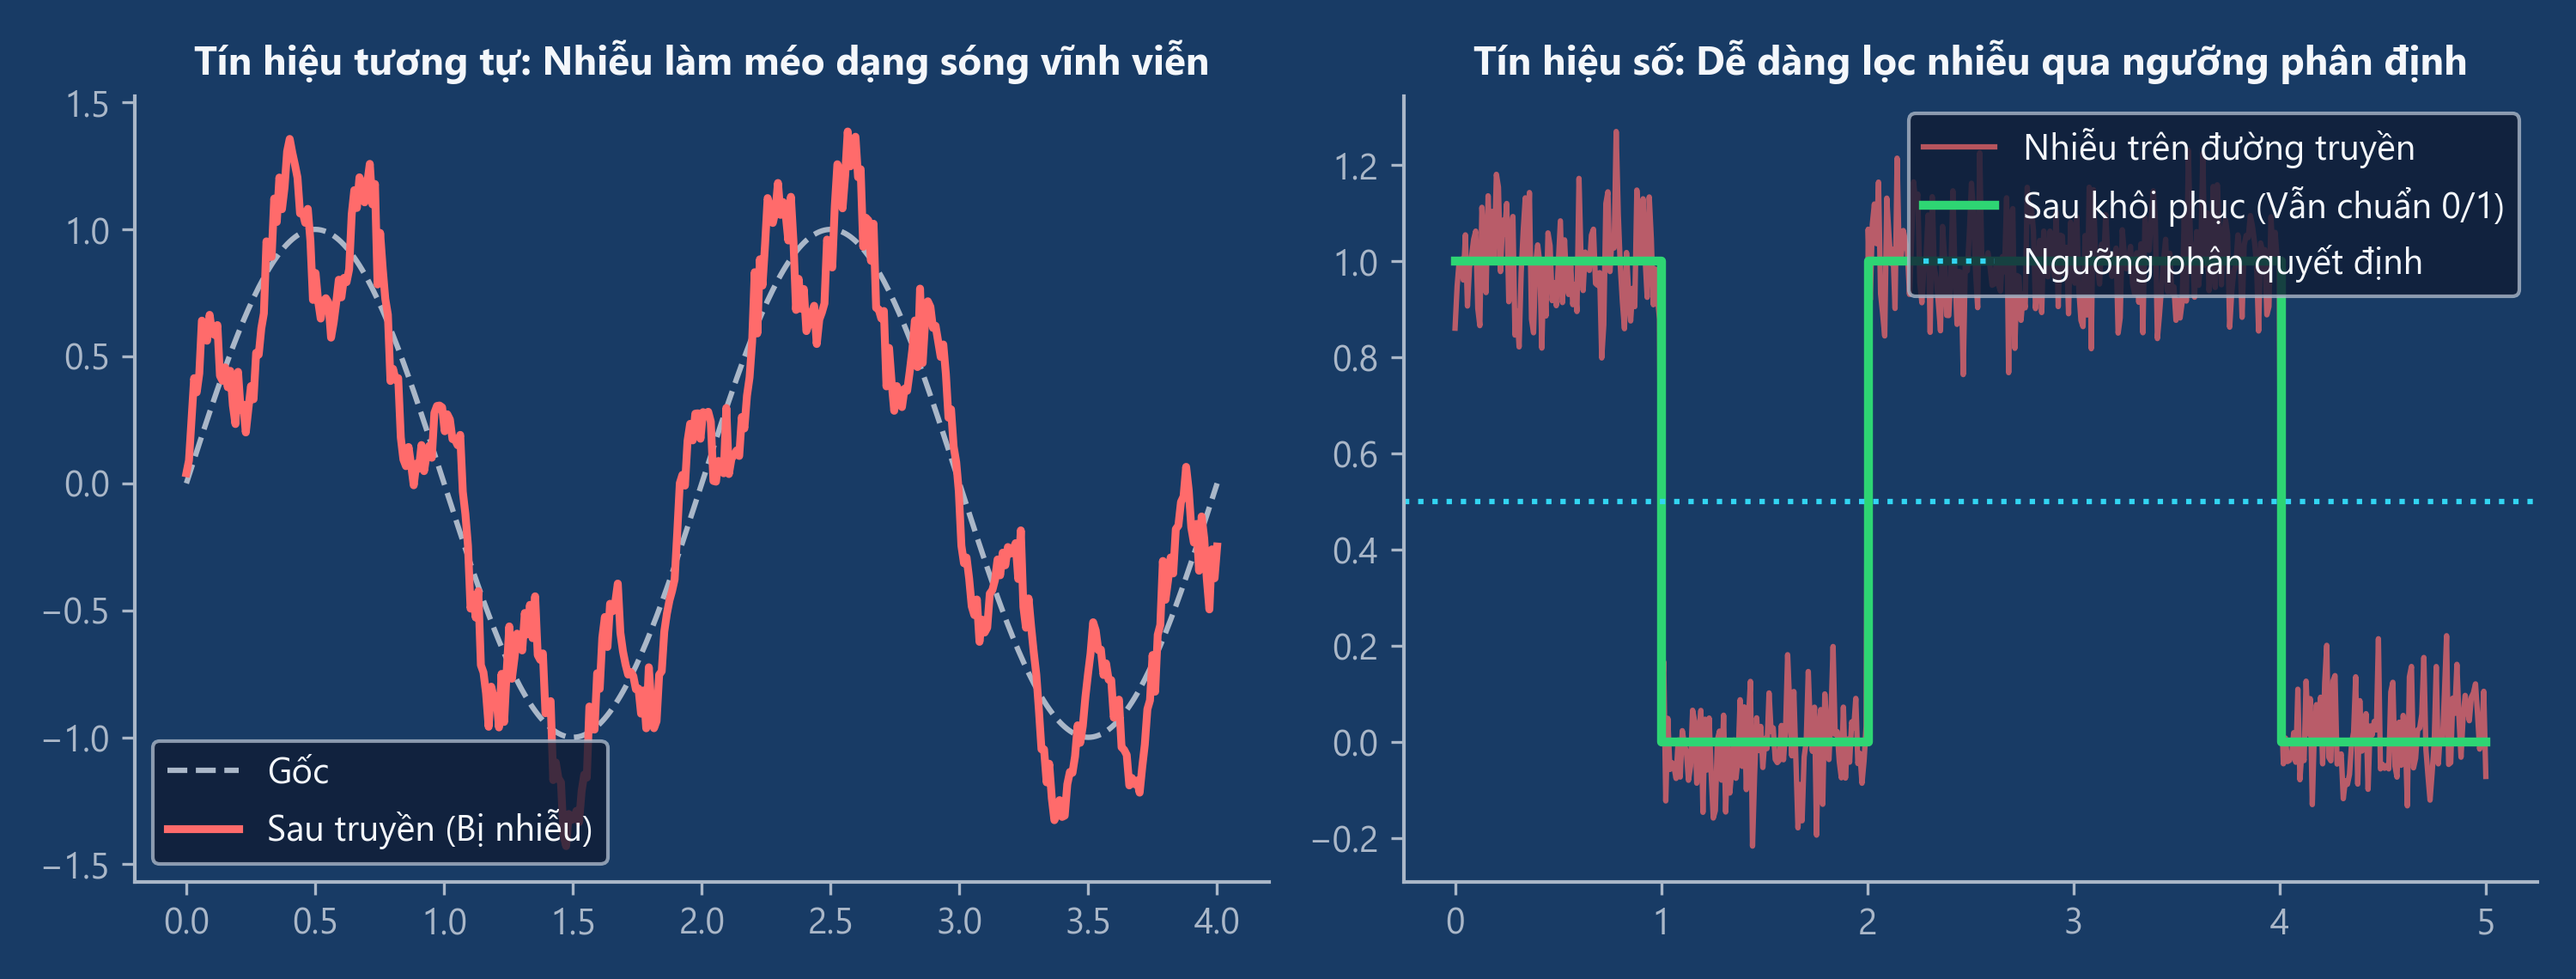 Tín hiệu tương tự: Nhiễu làm méo dạng sóng vĩnh viễn
1.5
1.0
0.5
0.0
−0.5
−1.0
−1.5
Gốc
Sau truyền (Bị nhiễu)
0.0 0.5 1.0 1.5 2.0 2.5 3.0 3.5 4.0
Tín hiệu số: Dễ dàng lọc nhiễu qua ngưỡng phân định
Nhiễu trên đường truyền
Sau khôi phục (Vẫn chuẩn 0/1)
Ngưỡng phân quyết định
1.2
1.0
0.8
0.6
0.4
0.2
0.0
−0.2
0 1 2 3 4 5